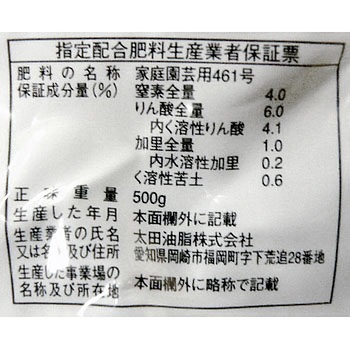 指定配合肥料生産業者保証票
肥料の名称 家庭園芸用461号
保証成分量(%) 窒素全量 4.0
りん酸全量 6.0
内く溶性りん酸 4.1
加里全量 1.0
内水溶性加里 0.2
く溶性苦土 0.6
正味重量 500g
生産した年月 本面欄外に記載
生産業者の氏名 太田油脂株式会社
又は名称及び住所 愛知県岡崎市福岡町字下荒追28番地
生産した事業場の
名称及び所在地 本面欄外に略称で記載